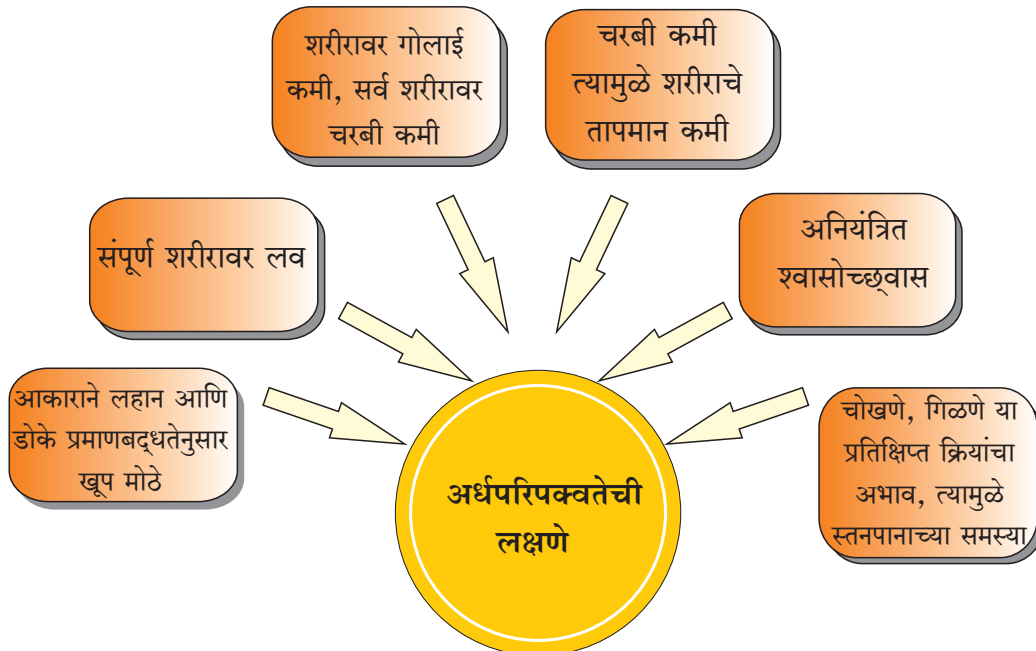 शरीरावर गोलाई
कमी, सर्व शरीरावर
चरबी कमी
चरबी कमी
त्यामुळे शरीराचे
तापमान कमी
संपूर्ण शरीरावर लव
अनियंत्रित
श्वासोच्छ्‌वास
आकाराने लहान आणि
डोके प्रमाणबद्‌धतेनुसार
खूप मोठे
चोखणे, गिळणे या
प्रतिक्षिप्त क्रियांचा
अभाव, त्यामुळे
स्तनपानाच्या समस्या
अर्धपरिपक्वतेची
लक्षणे